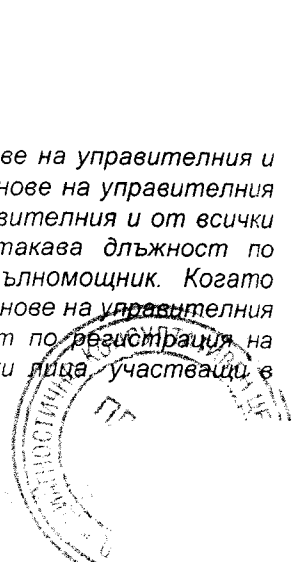 ве на управителния и
нове на управителния
вителния и от всички
такава длъжност по
ълномощник. Когато
нове на управителния
т по регистрация на
и лица, участващи в